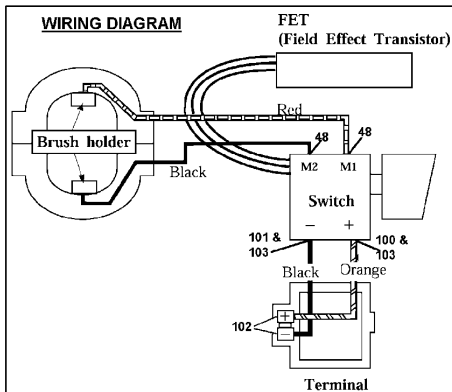 WIRING DIAGRAM
FET
(Field Effect Transistor)
Red
48
48
Brush holder
Black
M2
M1
Switch
−
+
101 &
103
100 &
103
Black
Orange
102
+
−
Terminal